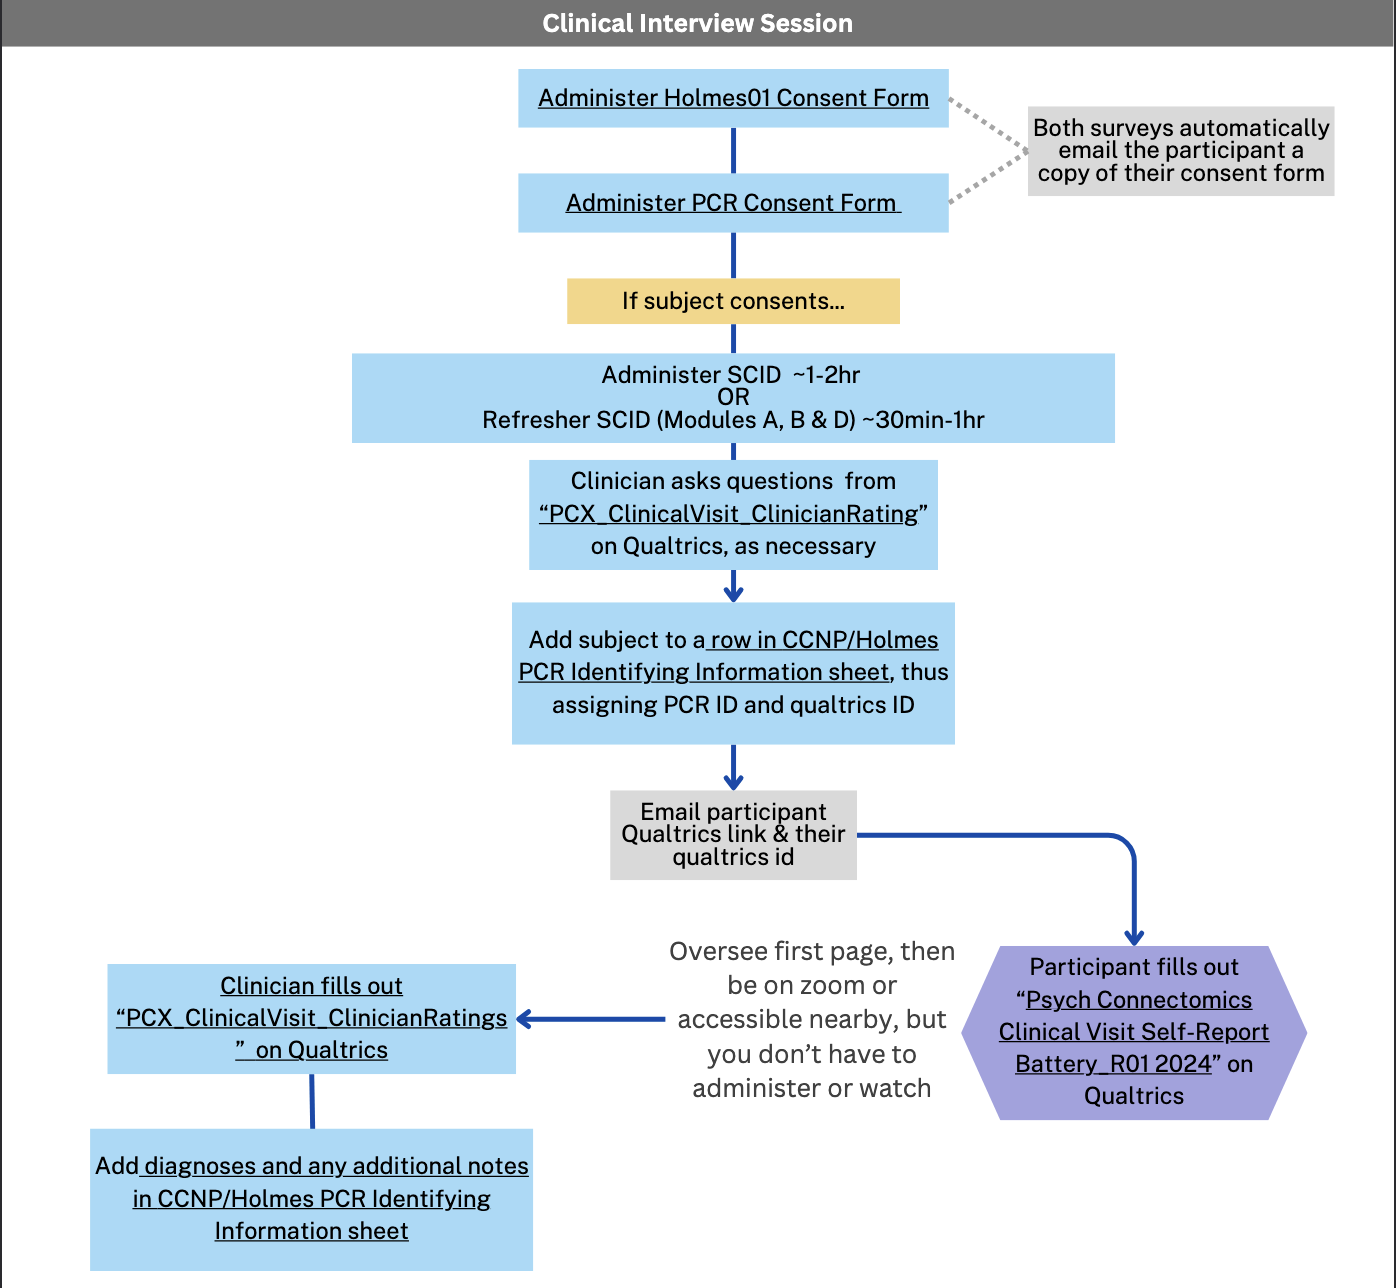 Clinical Interview Session
Administer Holmes01 Consent Form
Both surveys automatically
email the participant a
copy of their consent form
Administer PCR Consent Form
If subject consents...
Administer SCID ~1-2hr
OR
Refresher SCID (Modules A, B & D) ~30min-1hr
Clinician asks questions from
“PCX_ClinicalVisit_ClinicianRating”
on Qualtrics, as necessary
Add subject to a row in CCNP/Holmes
PCR Identifying Information sheet, thus
assigning PCR ID and qualtrics ID
Email participant
Qualtrics link & their
qualtrics id
Participant fills out
“Psych Connectomics
Clinical Visit Self-Report
Battery_R01 2024” on
Qualtrics
Oversee first page, then
be on zoom or
accessible nearby, but
you don’t have to
administer or watch
Clinician fills out
“PCX_ClinicalVisit_ClinicianRatings
” on Qualtrics
Add diagnoses and any additional notes
in CCNP/Holmes PCR Identifying
Information sheet